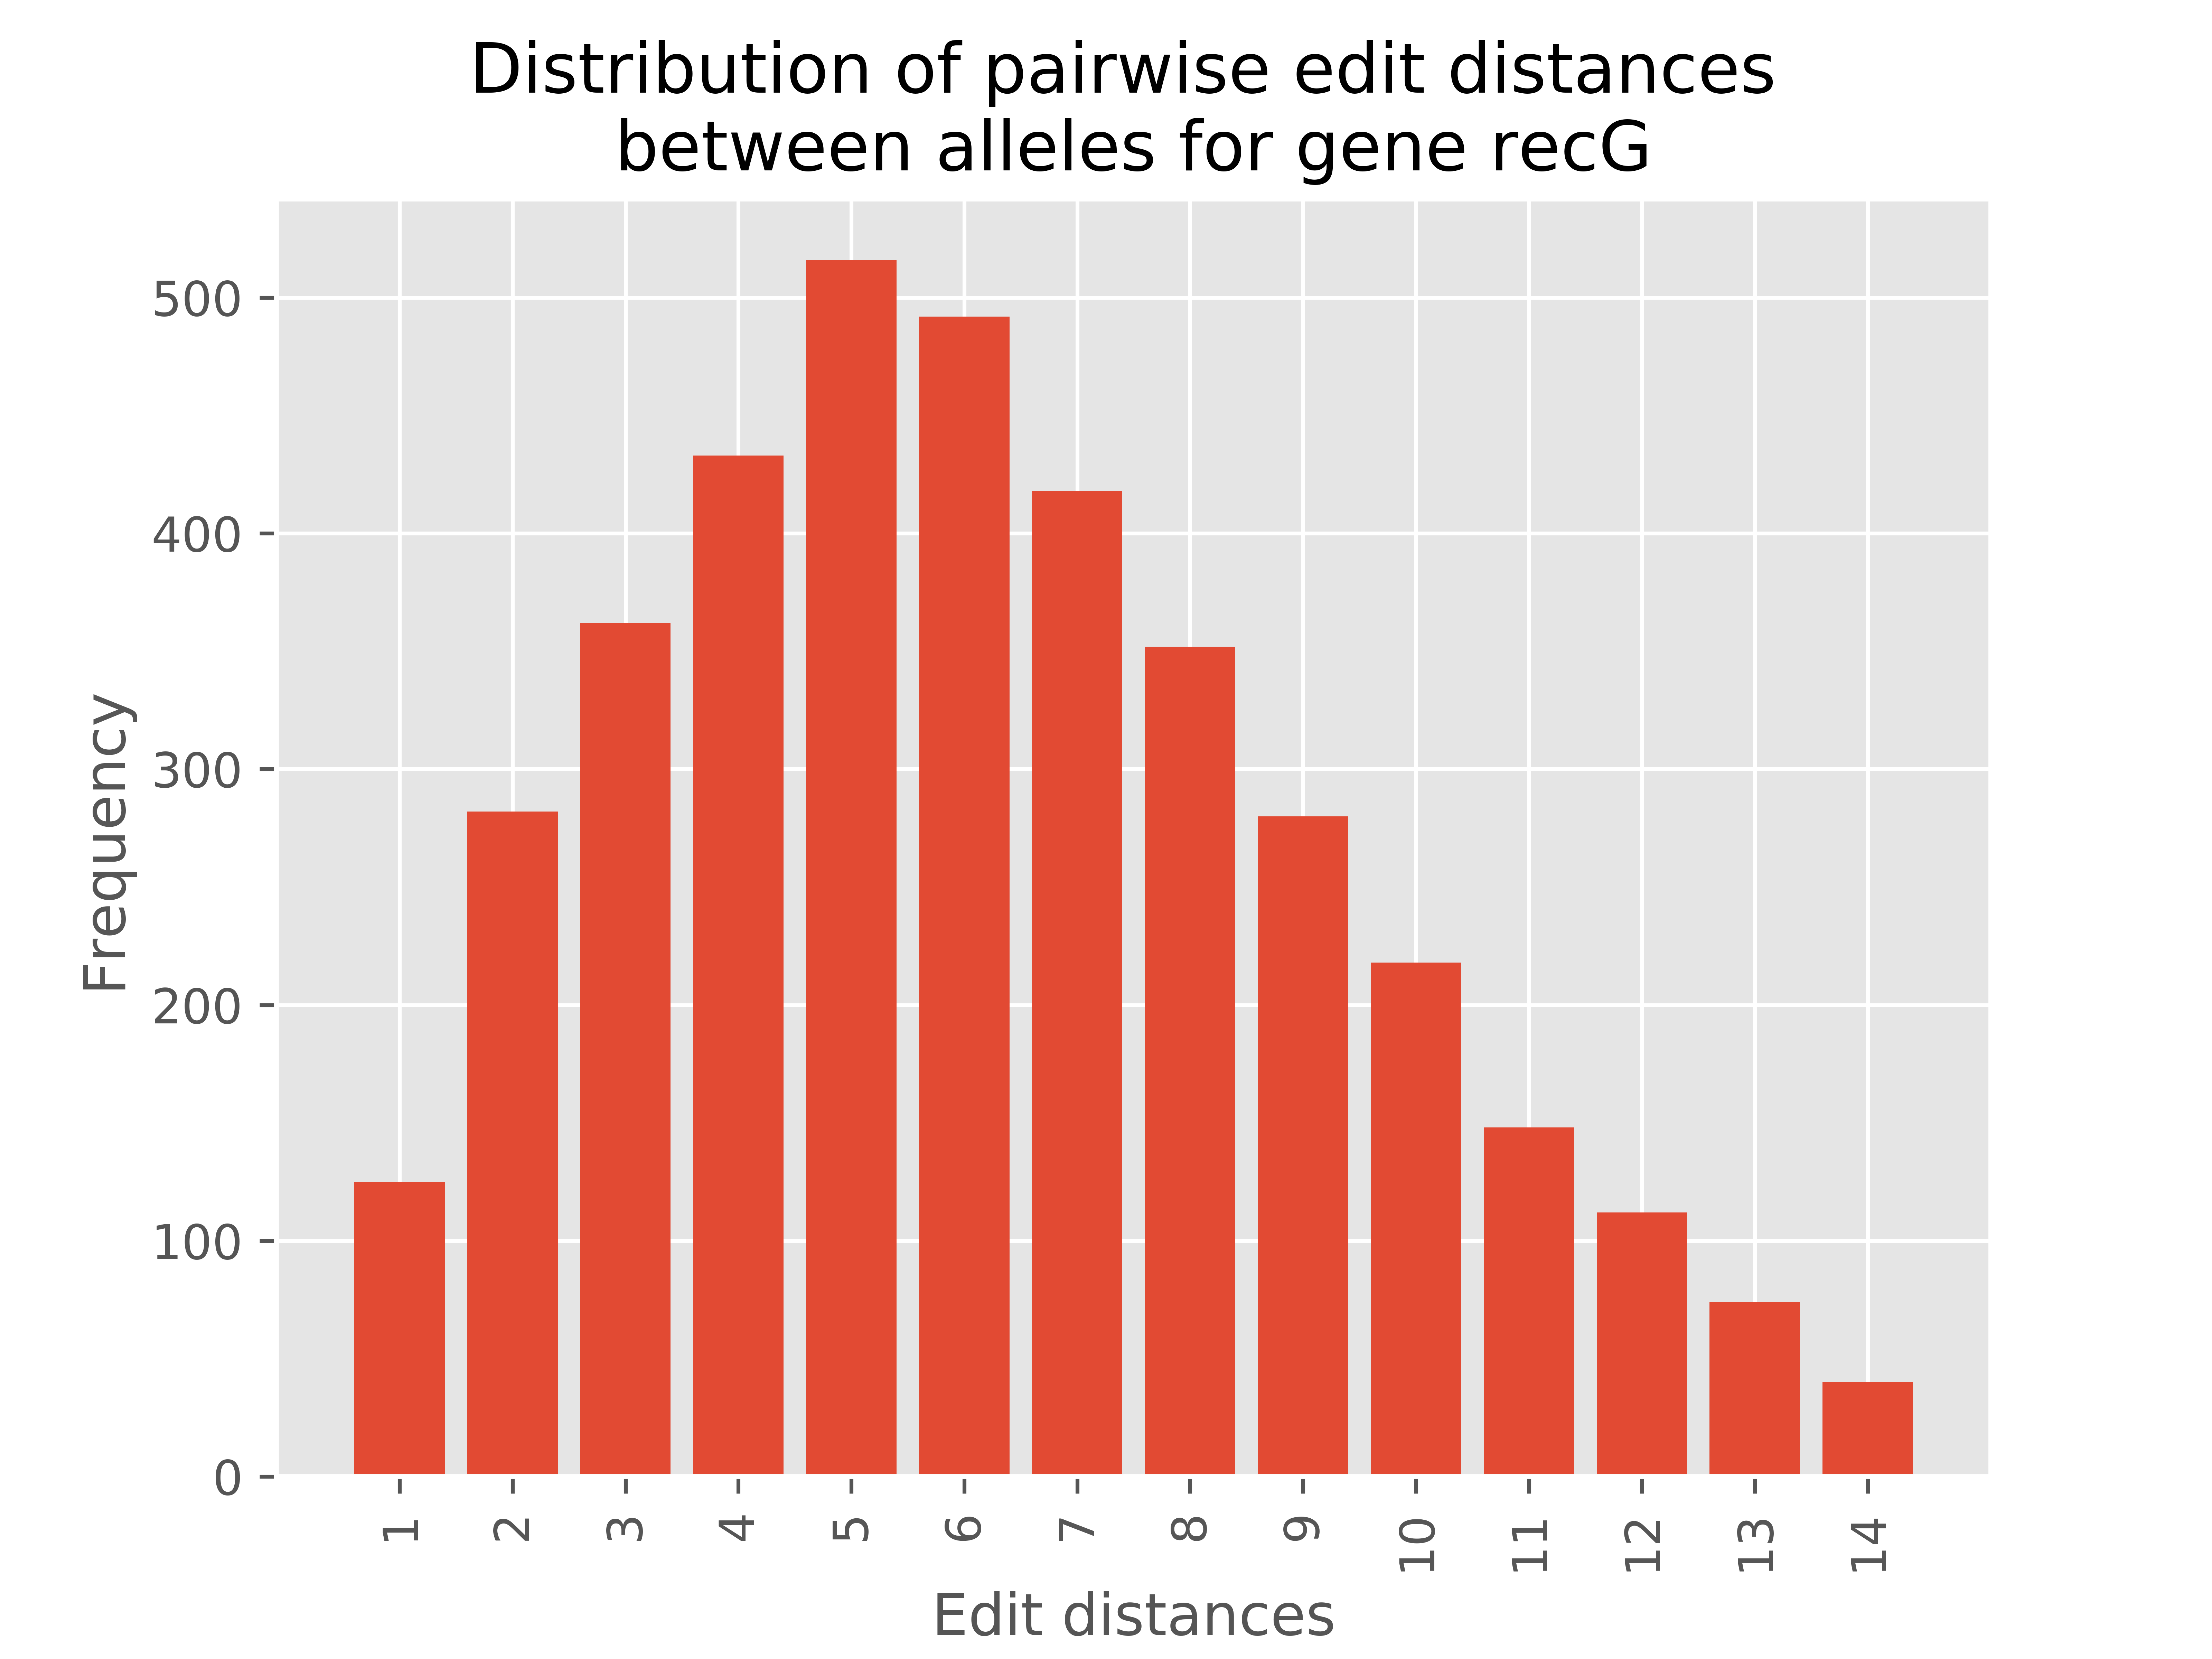 Distribution of pairwise edit distances
between alleles for gene recG
500
400
300
200
100
0
Frequency
1 2 3 4 5 6 7 8 9 10 11 12 13 14
Edit distances